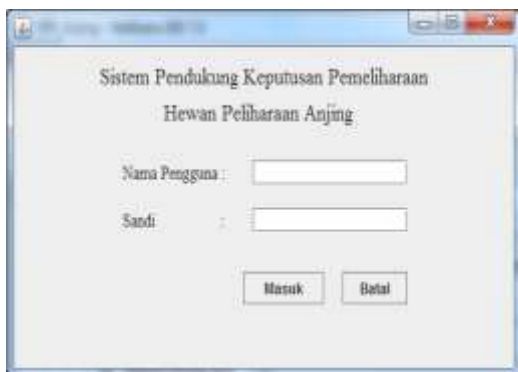 Sistem Pendukung Keputusan Pemeliharaan
Hewan Peliharaan Anjing
Nama Pengguna :
Sandi :
Masuk Batal